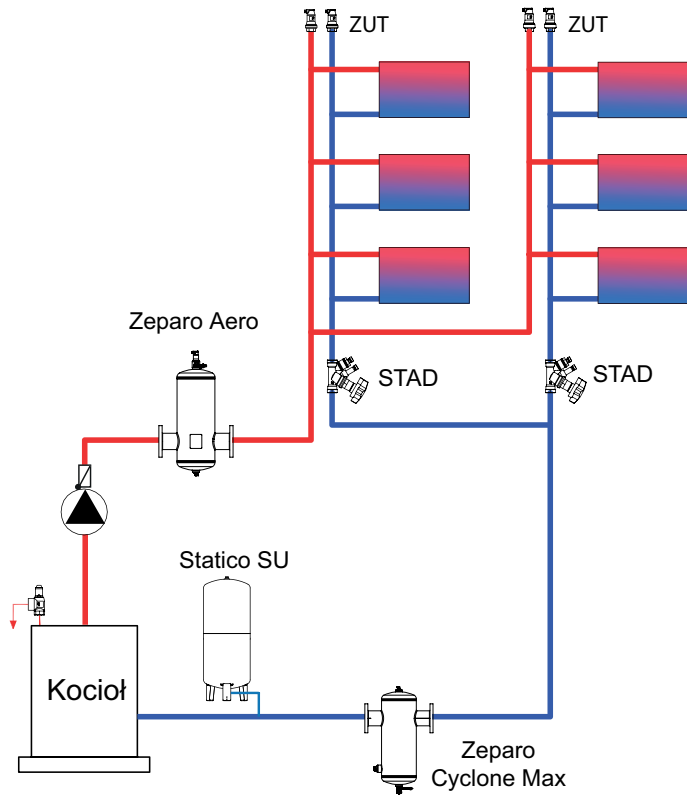 ZUT
ZUT
Zeparo Aero
STAD
STAD
Statico SU
Kocioł
Zeparo
Cyclone Max